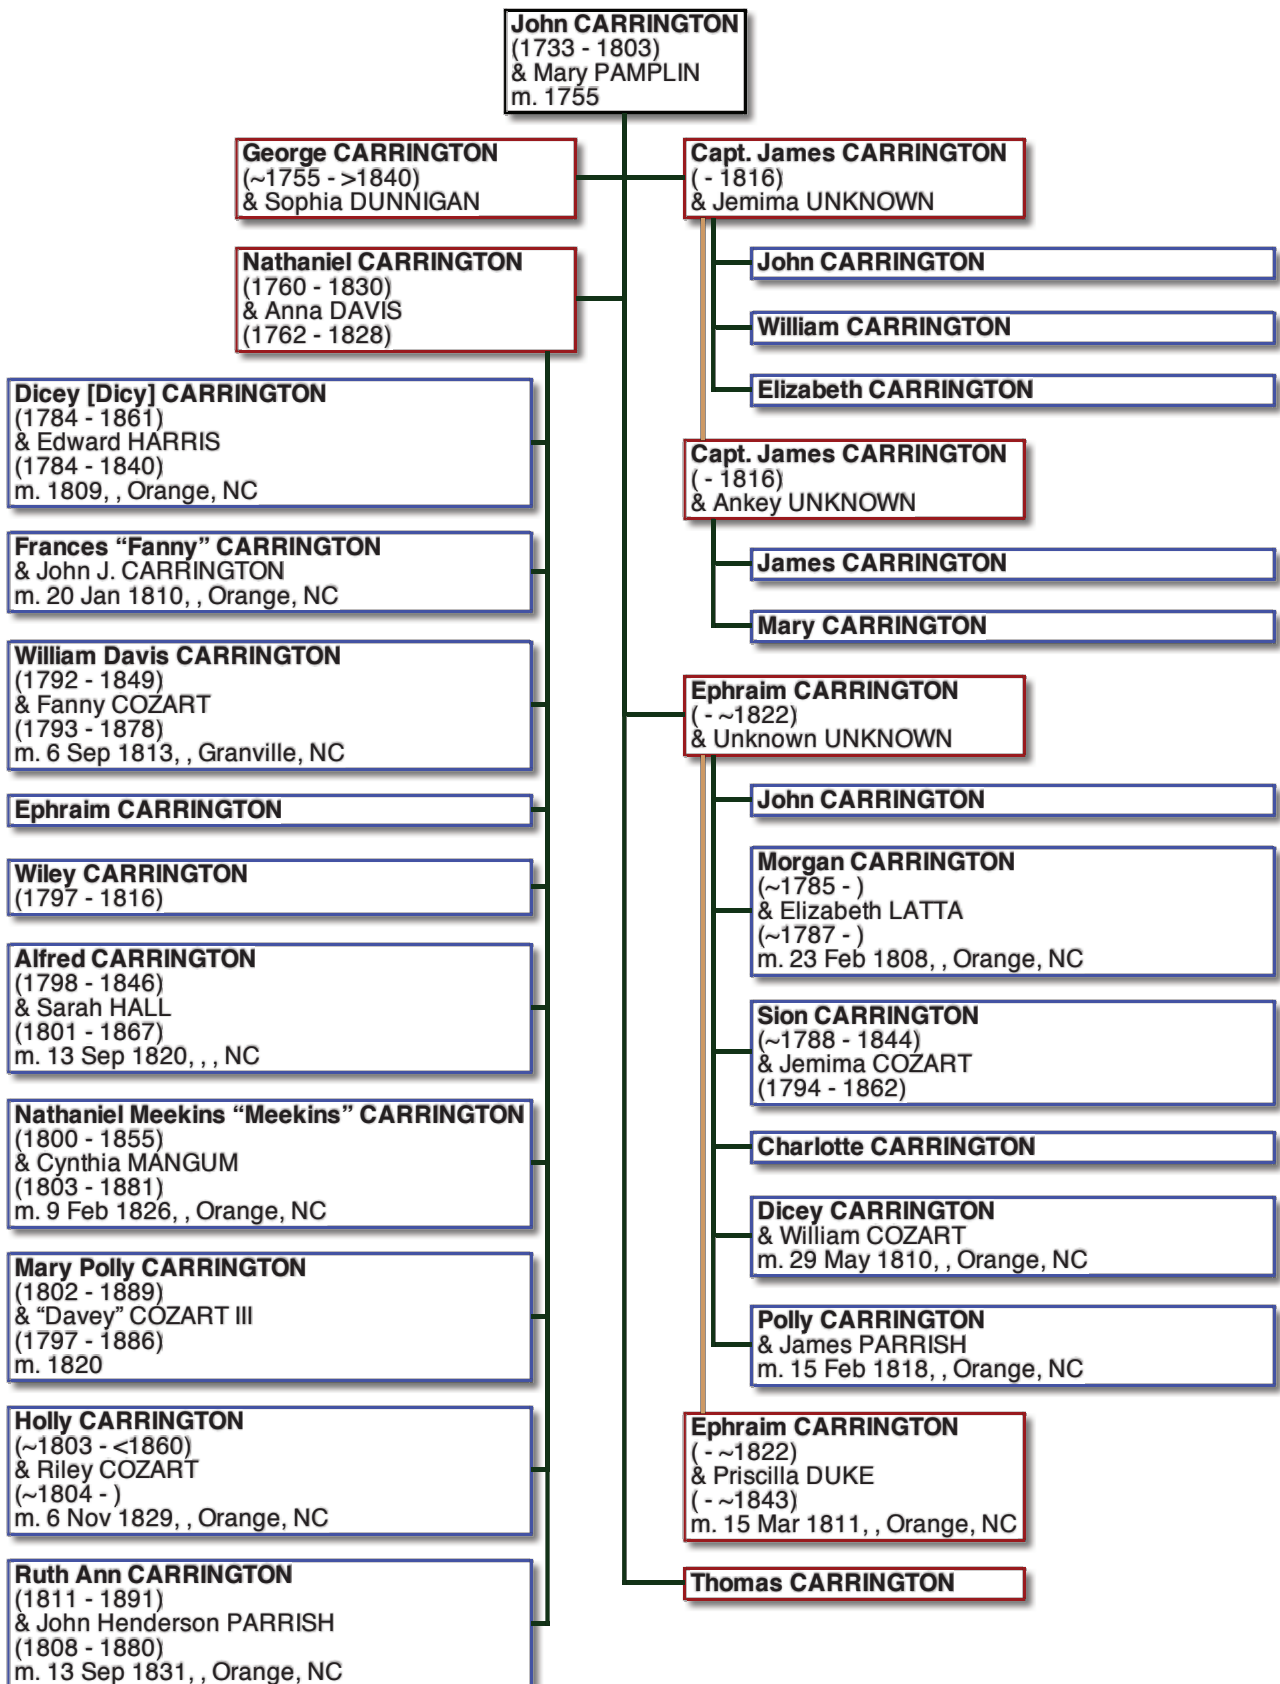 John CARRINGTON
(1733 - 1803)
& Mary PAMPLIN
m. 1755
George CARRINGTON
(~1755 - >1840)
& Sophia DUNNIGAN
Nathaniel CARRINGTON
(1760 - 1830)
& Anna DAVIS
(1762 - 1828)
Dicey [Dicy] CARRINGTON
(1784 - 1861)
& Edward HARRIS
(1784 - 1840)
m. 1809, , Orange, NC
Frances “Fanny” CARRINGTON
& John J. CARRINGTON
m. 20 Jan 1810, , Orange, NC
William Davis CARRINGTON
(1792 - 1849)
& Fanny COZART
(1793 - 1878)
m. 6 Sep 1813, , Granville, NC
Ephraim CARRINGTON
Wiley CARRINGTON
(1797 - 1816)
Alfred CARRINGTON
(1798 - 1846)
& Sarah HALL
(1801 - 1867)
m. 13 Sep 1820, , , NC
Nathaniel Meekins “Meekins” CARRINGTON
(1800 - 1855)
& Cynthia MANGUM
(1803 - 1881)
m. 9 Feb 1826, , Orange, NC
Mary Polly CARRINGTON
(1802 - 1889)
& “Davey” COZART III
(1797 - 1886)
m. 1820
Holly CARRINGTON
(~1803 - <1860)
& Riley COZART
(~1804 - )
m. 6 Nov 1829, , Orange, NC
Ruth Ann CARRINGTON
(1811 - 1891)
& John Henderson PARRISH
(1808 - 1880)
m. 13 Sep 1831, , Orange, NC
Capt. James CARRINGTON
( - 1816)
& Jemima UNKNOWN
John CARRINGTON
William CARRINGTON
Elizabeth CARRINGTON
Capt. James CARRINGTON
( - 1816)
& Ankey UNKNOWN
James CARRINGTON
Mary CARRINGTON
Ephraim CARRINGTON
( - ~1822)
& Unknown UNKNOWN
John CARRINGTON
Morgan CARRINGTON
(~1785 - )
& Elizabeth LATTA
(~1787 - )
m. 23 Feb 1808, , Orange, NC
Sion CARRINGTON
(~1788 - 1844)
& Jemima COZART
(1794 - 1862)
Charlotte CARRINGTON
Dicey CARRINGTON
& William COZART
m. 29 May 1810, , Orange, NC
Polly CARRINGTON
& James PARRISH
m. 15 Feb 1818, , Orange, NC
Ephraim CARRINGTON
( - ~1822)
& Priscilla DUKE
( - ~1843)
m. 15 Mar 1811, , Orange, NC
Thomas CARRINGTON